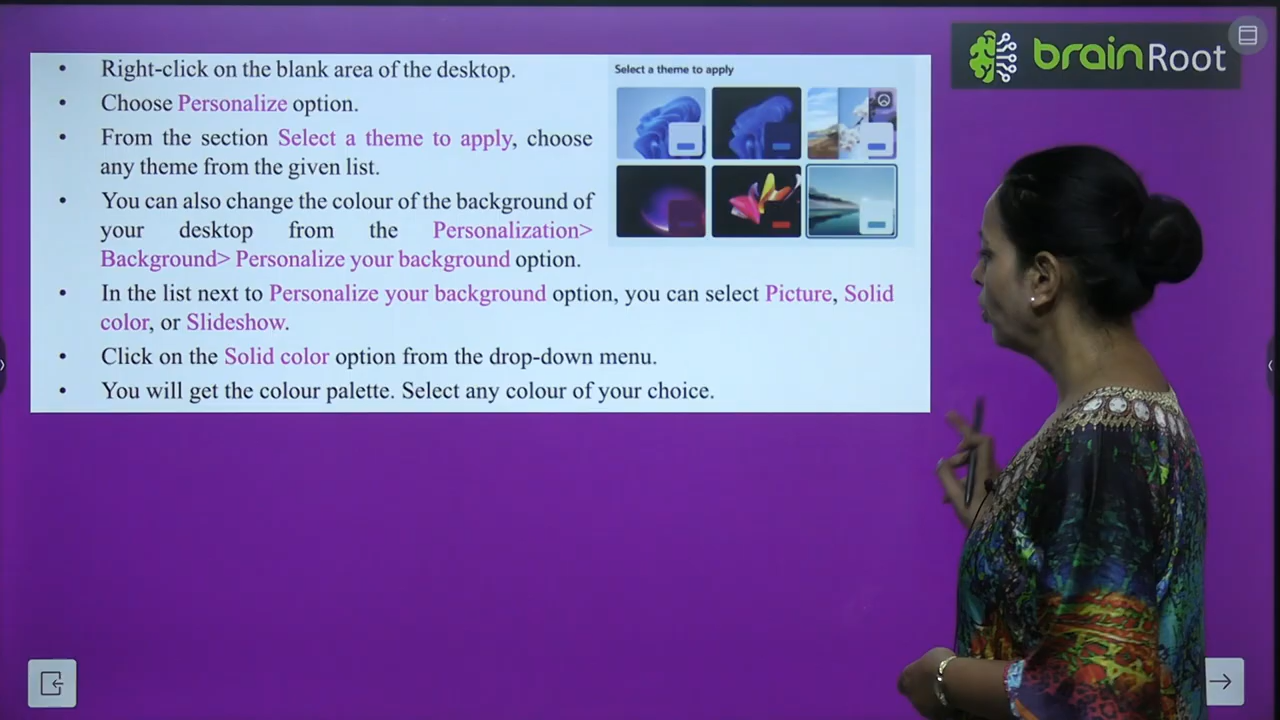 brainRoot
• Right-click on the blank area of the desktop.
• Choose Personalize option.
• From the section Select a theme to apply, choose
any theme from the given list.
• You can also change the colour of the background of
your desktop from the Personalization>
Background> Personalize your background option.
Select a theme to apply
• In the list next to Personalize your background option, you can select Picture, Solid
color, or Slideshow.
• Click on the Solid color option from the drop-down menu.
• You will get the colour palette. Select any colour of your choice.